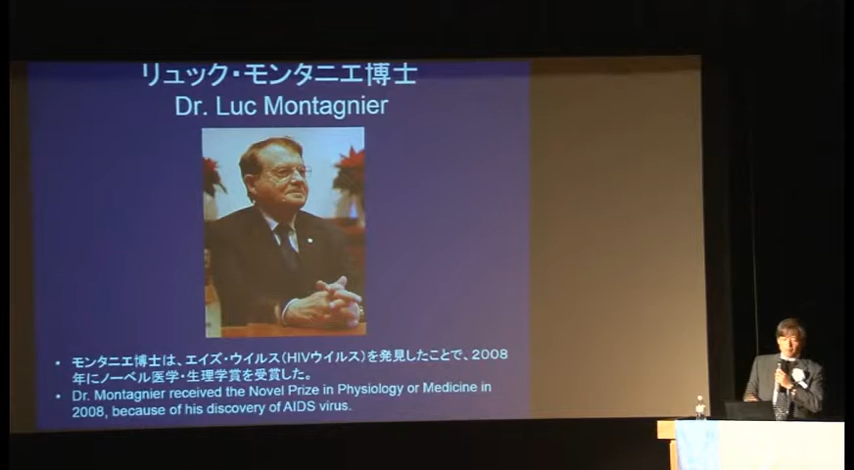 リュック・モンタニエ博士
Dr. Luc Montagnier
• モンタニエ博士は、エイズ・ウイルス（HIVウイルス）を発見したことで、2008
年にノーベル医学・生理学賞を受賞した。
• Dr. Montagnier received the Novel Prize in Physiology or Medicine in
2008, because of his discovery of AIDS virus.